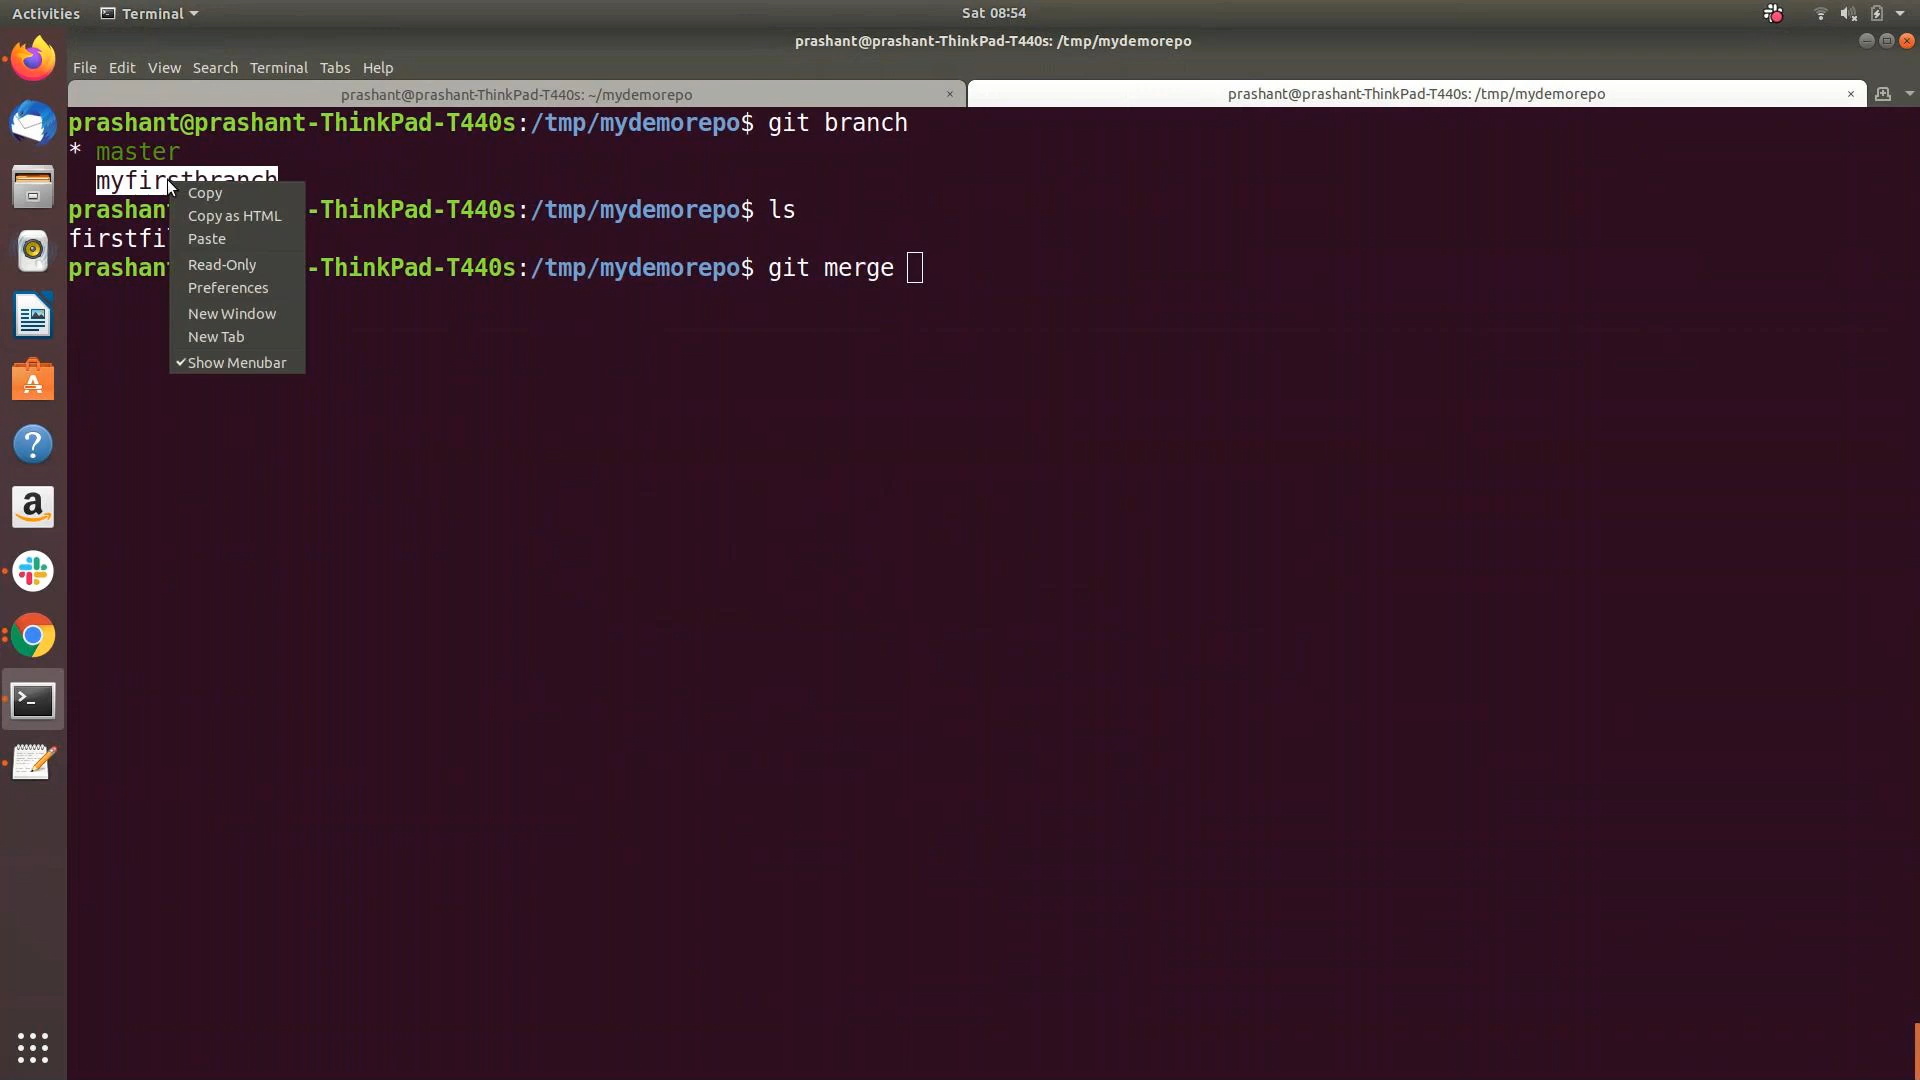 Activities Terminal Sat 08:54
prashant@prashant-ThinkPad-T440s: /tmp/mydemorepo
File Edit View Search Terminal Tabs Help
prashant@prashant-ThinkPad-T440s: ~/mydemorepo × prashant@prashant-ThinkPad-T440s: /tmp/mydemorepo ×
prashant@prashant-ThinkPad-T440s:/tmp/mydemorepo$ git branch
* master
myfirstbranch
prashant -ThinkPad-T440s:/tmp/mydemorepo$ ls
firstfi
prashant -ThinkPad-T440s:/tmp/mydemorepo$ git merge
Copy
Copy as HTML
Paste
Read-Only
Preferences
New Window
New Tab
✓Show Menubar